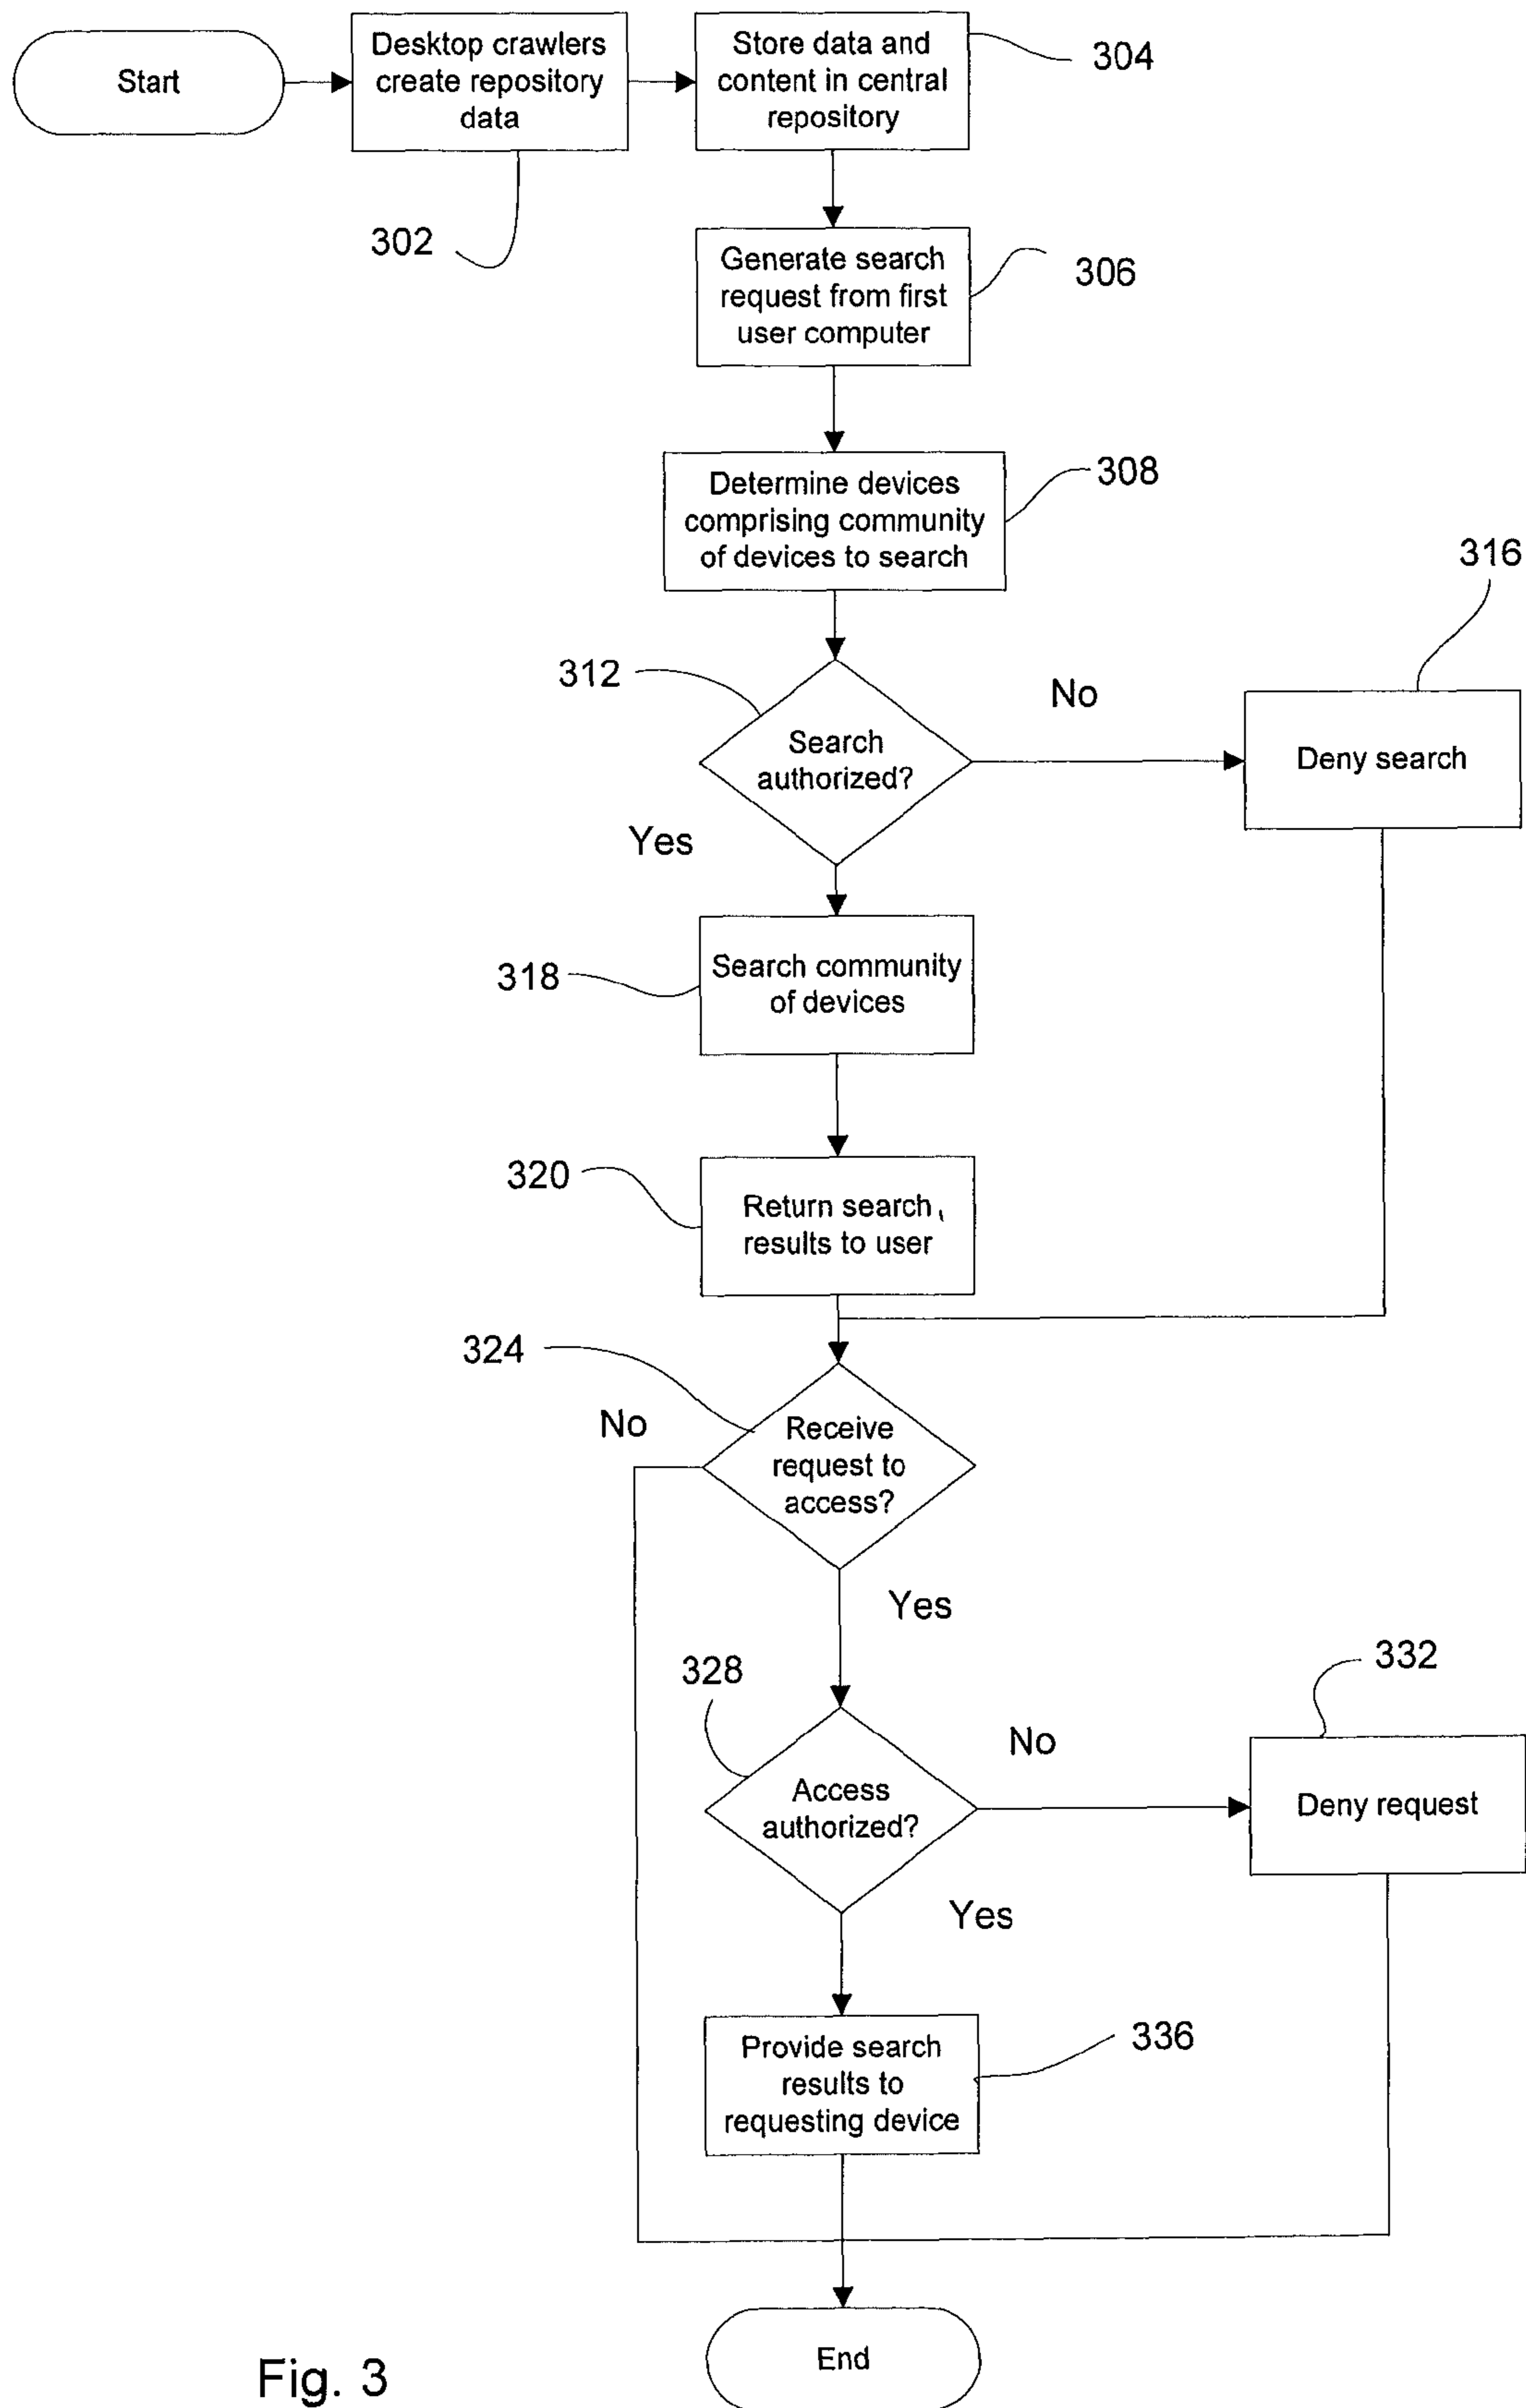 Start
Desktop crawlers
create repository
data
302
Store data and
content in central
repository
304
Generate search
request from first
user computer
306
Determine devices
comprising community
of devices to search
308
312
Search
authorized?
No
316
Deny search
Yes
318
Search community
of devices
320
Return search
results to user
324
No
Receive
request to
access?
Yes
328
Access
authorized?
No
332
Deny request
Yes
Provide search
results to
requesting device
336
End
Fig. 3